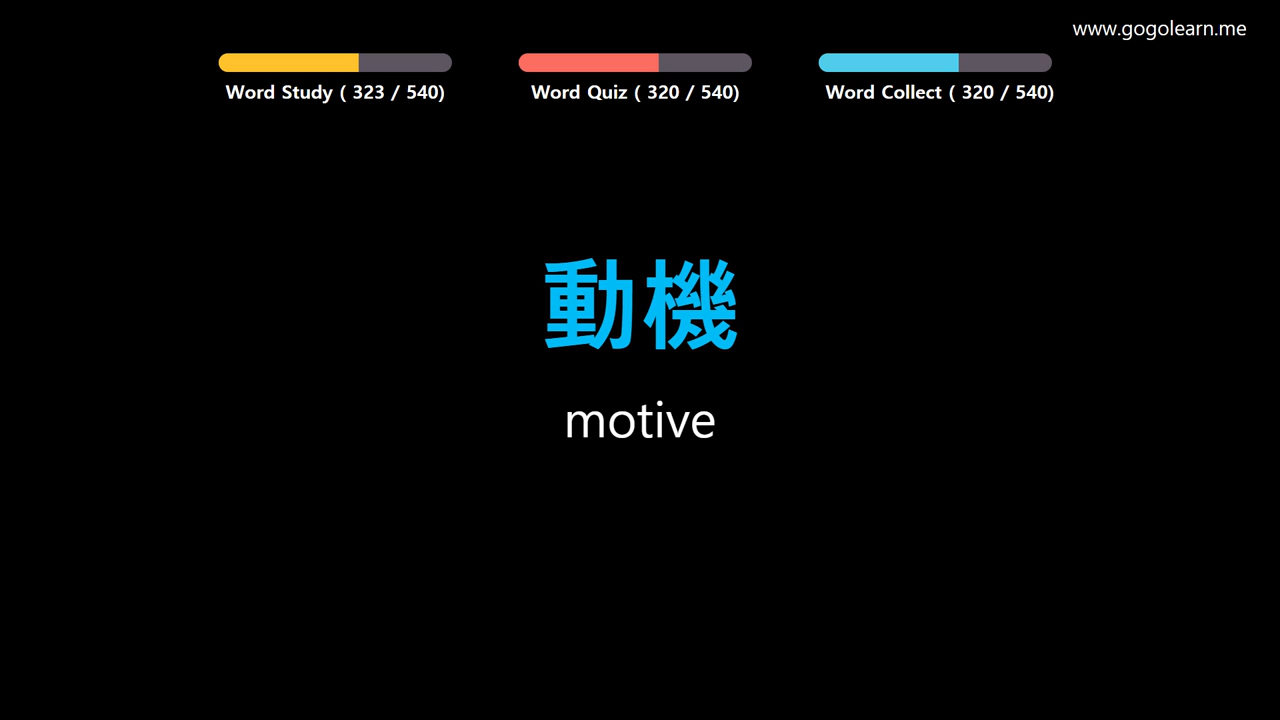 www.gogolearn.me
Word Study ( 323 / 540)
Word Quiz ( 320 / 540)
Word Collect ( 320 / 540)
動機
motive